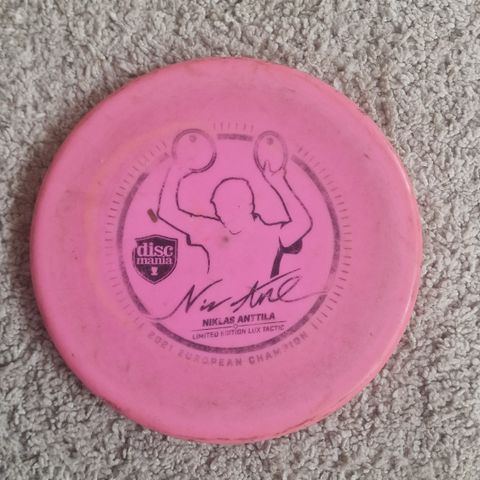 disc
mania
NIKLAS ANTTILA
LIMITED EDITION LUX TACTIC
2021 EUROPEAN CHAMPION